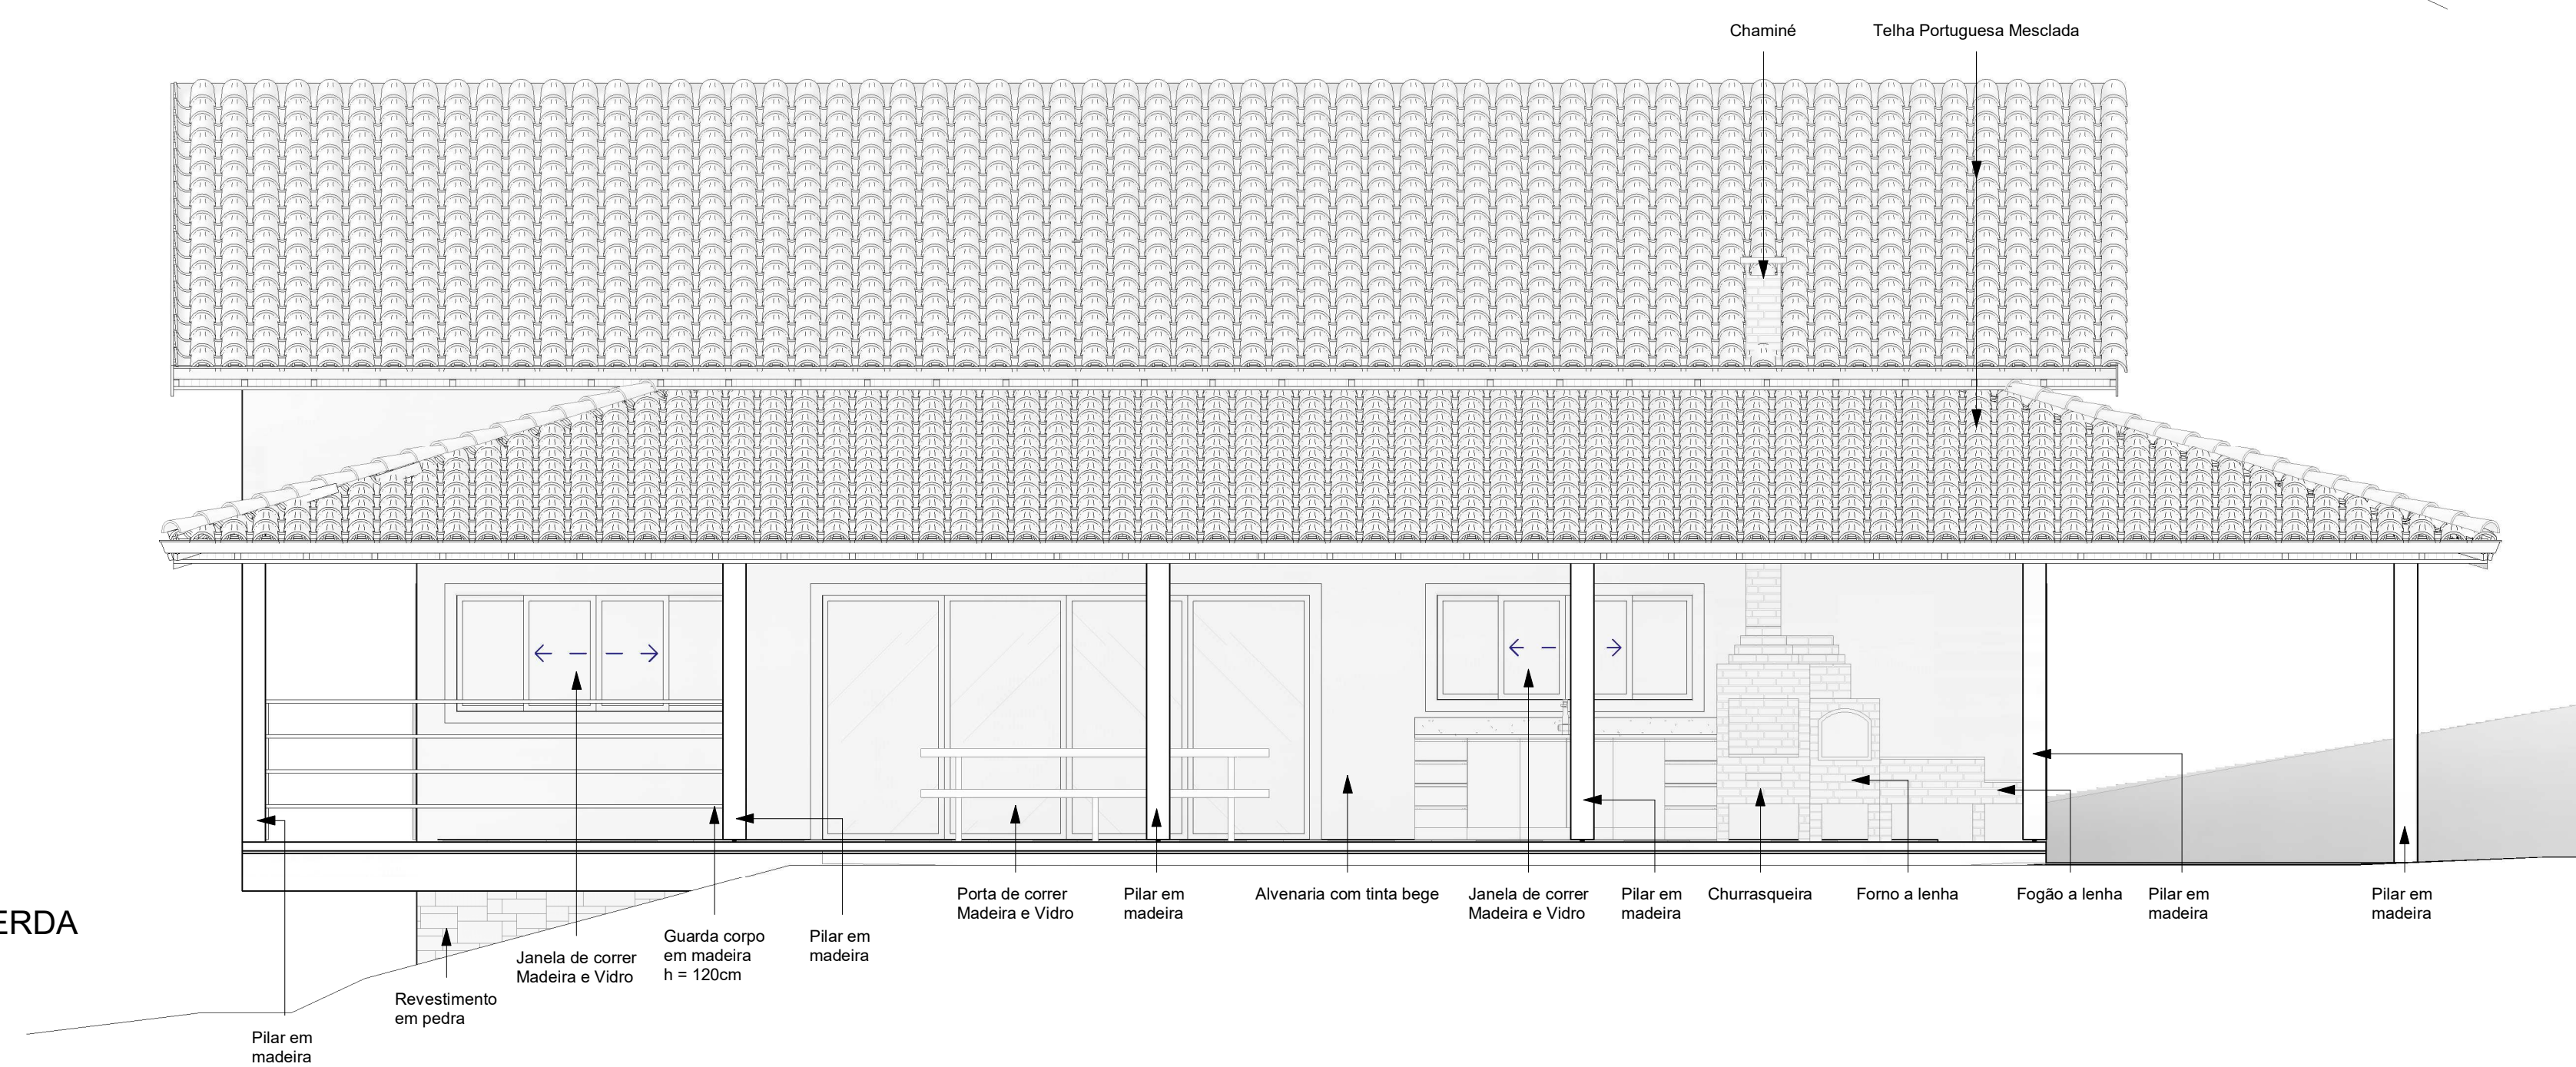 Chaminé
Telha Portuguesa Mesclada
ERDA
Pilar em
madeira
Revestimento
em pedra
Janela de correr
Madeira e Vidro
Guarda corpo
em madeira
h = 120cm
Pilar em
madeira
Porta de correr
Madeira e Vidro
Pilar em
madeira
Alvenaria com tinta bege
Janela de correr
Madeira e Vidro
Pilar em
madeira
Churrasqueira
Forno a lenha
Fogão a lenha
Pilar em
madeira
Pilar em
madeira